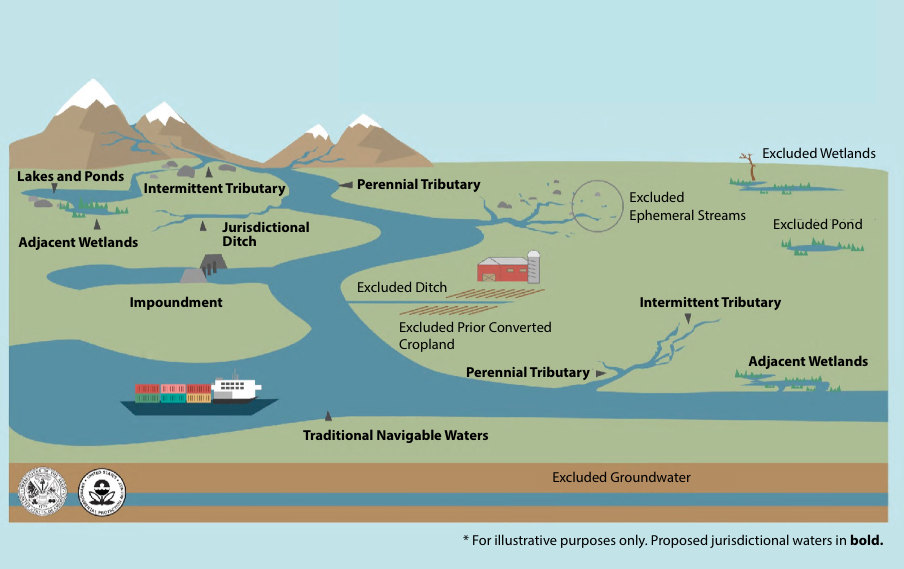 Excluded Wetlands
Lakes and Ponds
Intermittent Tributary
Perennial Tributary
Excluded
Ephemeral Streams
Excluded Pond
Adjacent Wetlands
Jurisdictional
Ditch
Impoundment
Excluded Ditch
Intermittent Tributary
Excluded Prior Converted
Cropland
Perennial Tributary
Adjacent Wetlands
Traditional Navigable Waters
Excluded Groundwater
* For illustrative purposes only. Proposed jurisdictional waters in bold.